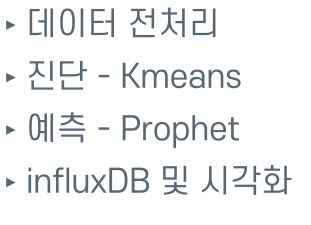 ▸ 데이터 전처리
▸ 진단 - Kmeans
▸ 예측 - Prophet
▸ influxDB 및 시각화